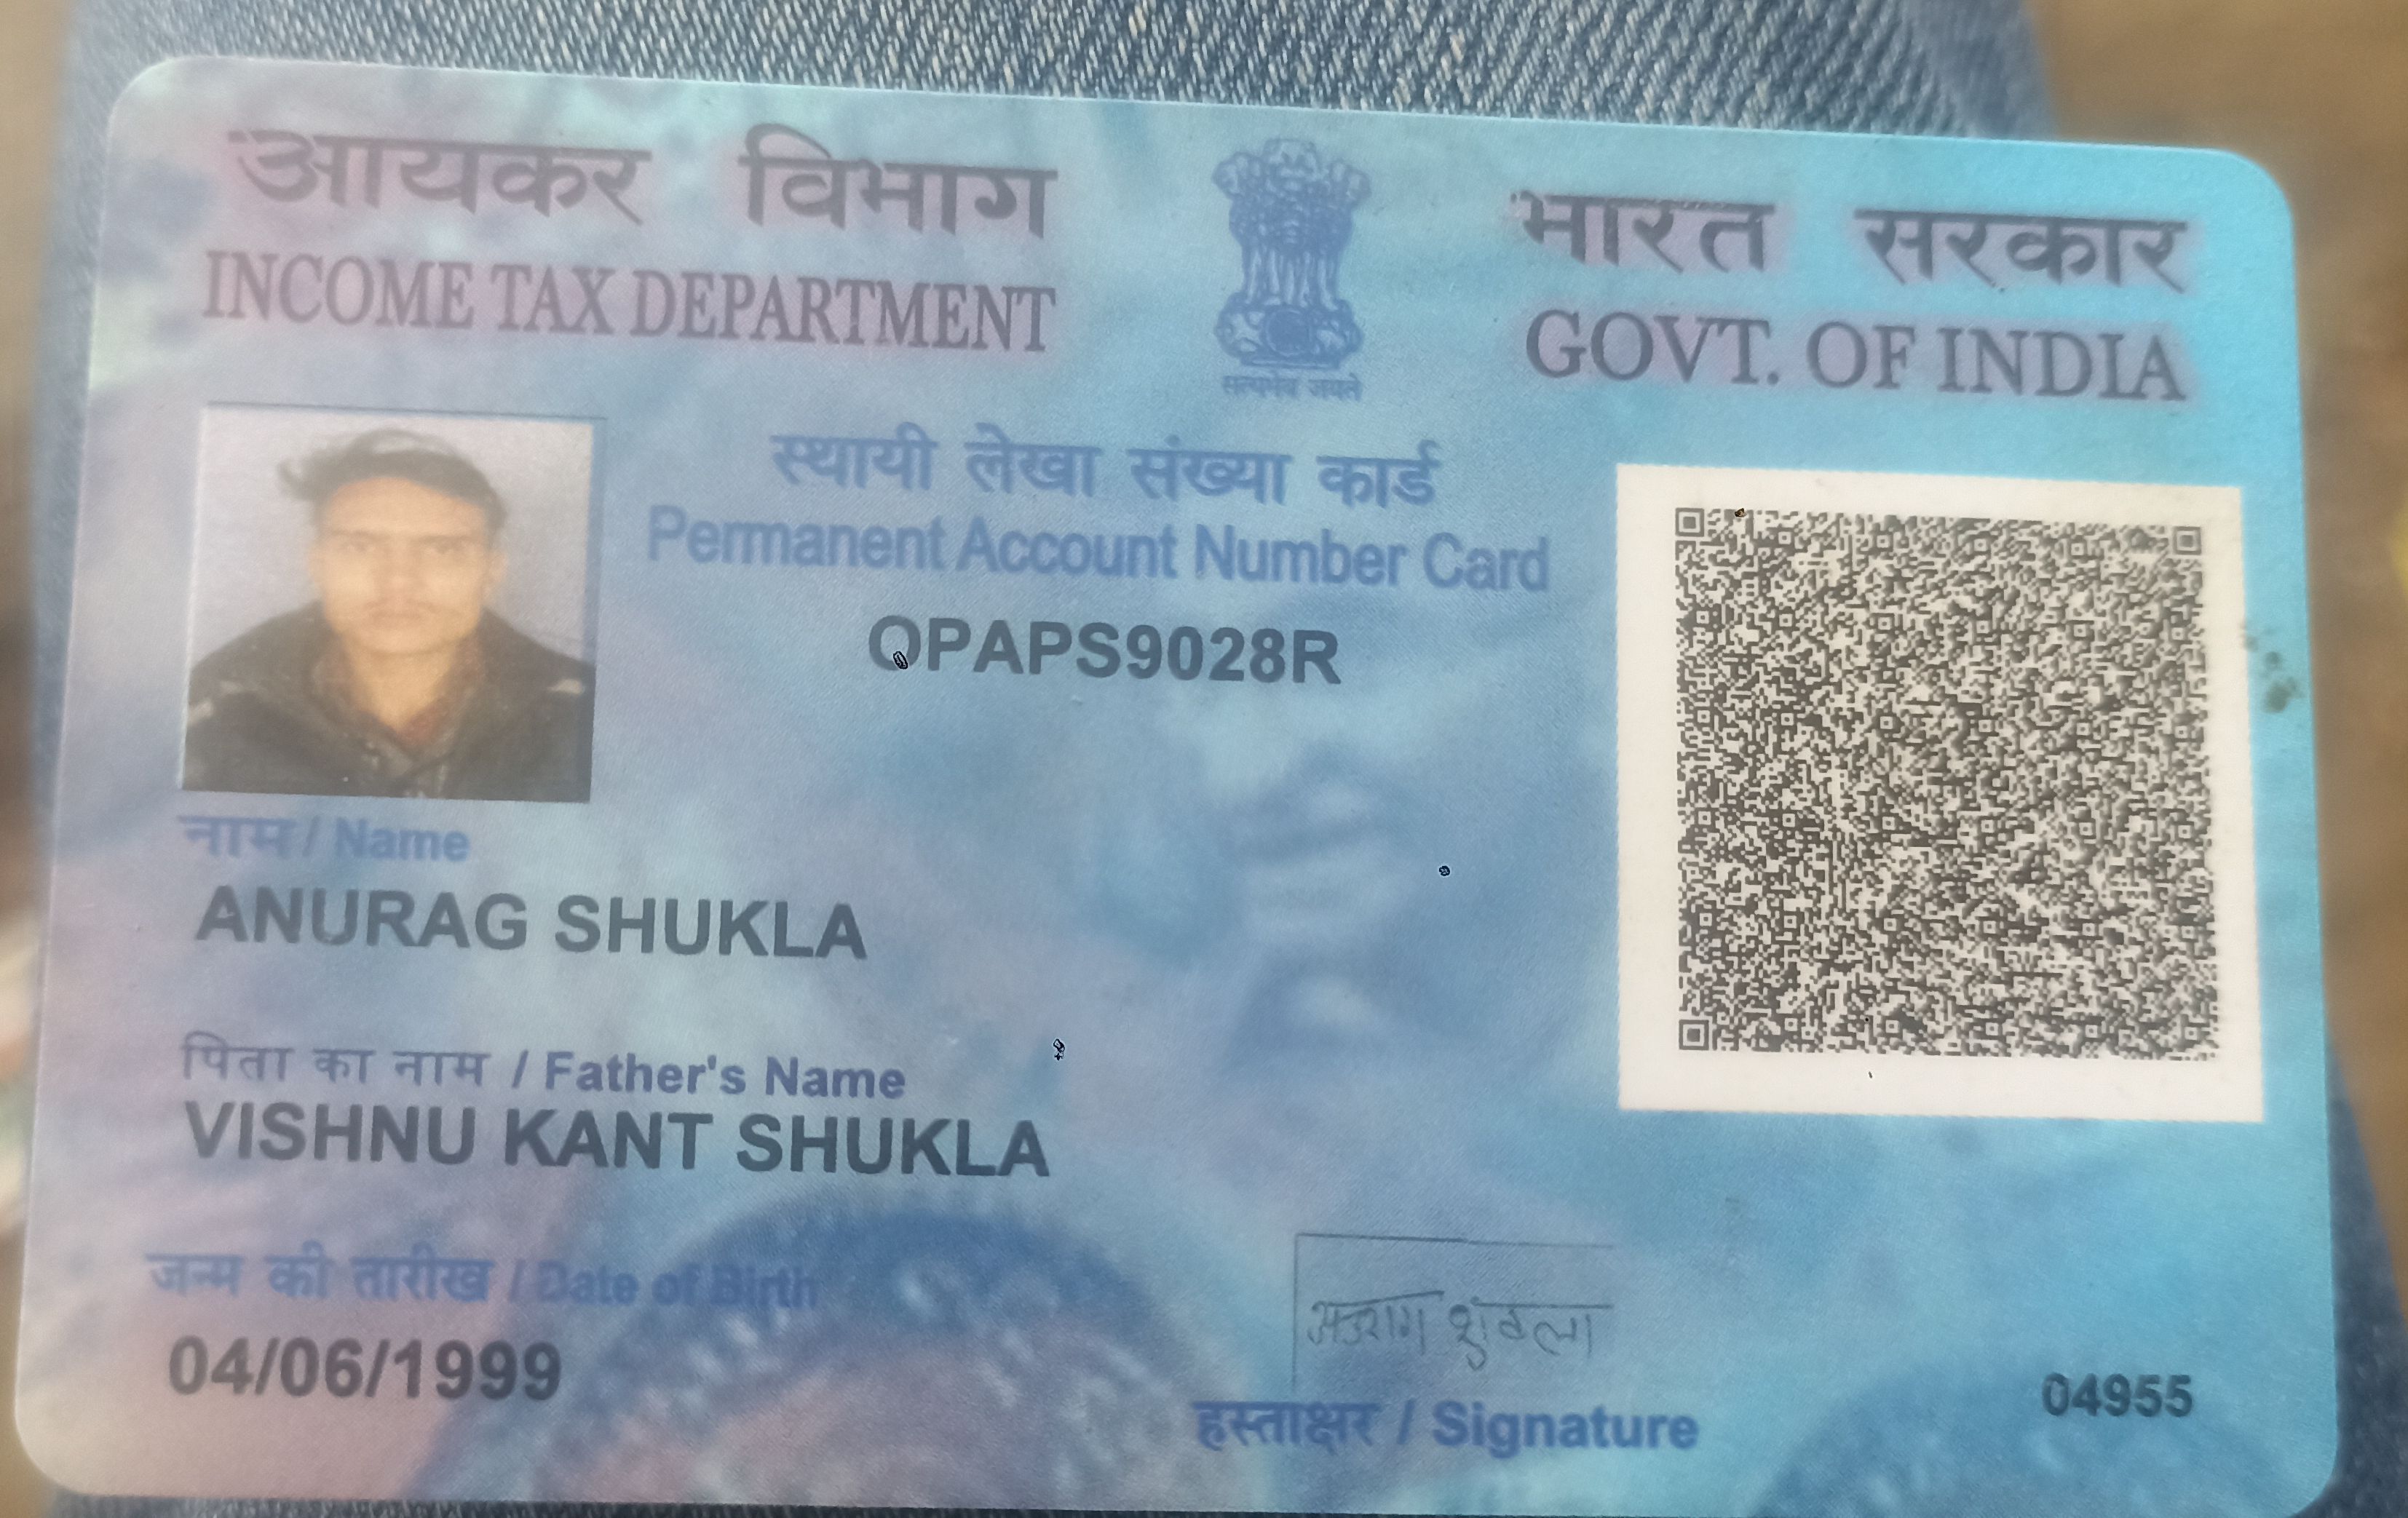 आयकर विभाग
INCOME TAX DEPARTMENT
सत्यमेव जयते
भारत सरकार
GOVT. OF INDIA
स्थायी लेखा संख्या कार्ड
Permanent Account Number Card
QPAPS9028R
नाम / Name
ANURAG SHUKLA
पिता का नाम / Father's Name
VISHNU KANT SHUKLA
जन्म की तारीख / Date of Birth
04/06/1999
अनुराग शुक्ला
हस्ताक्षर / Signature
04955